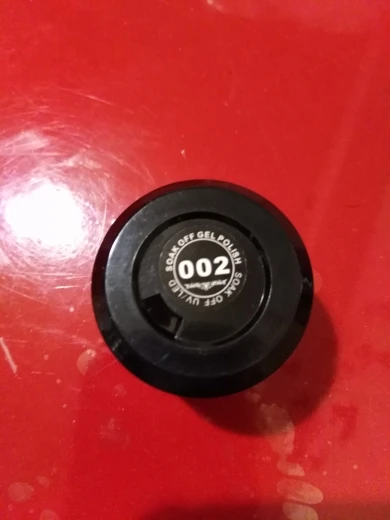 SOAK OFF GEL POLISH
002
SOAK OFF UV/LED